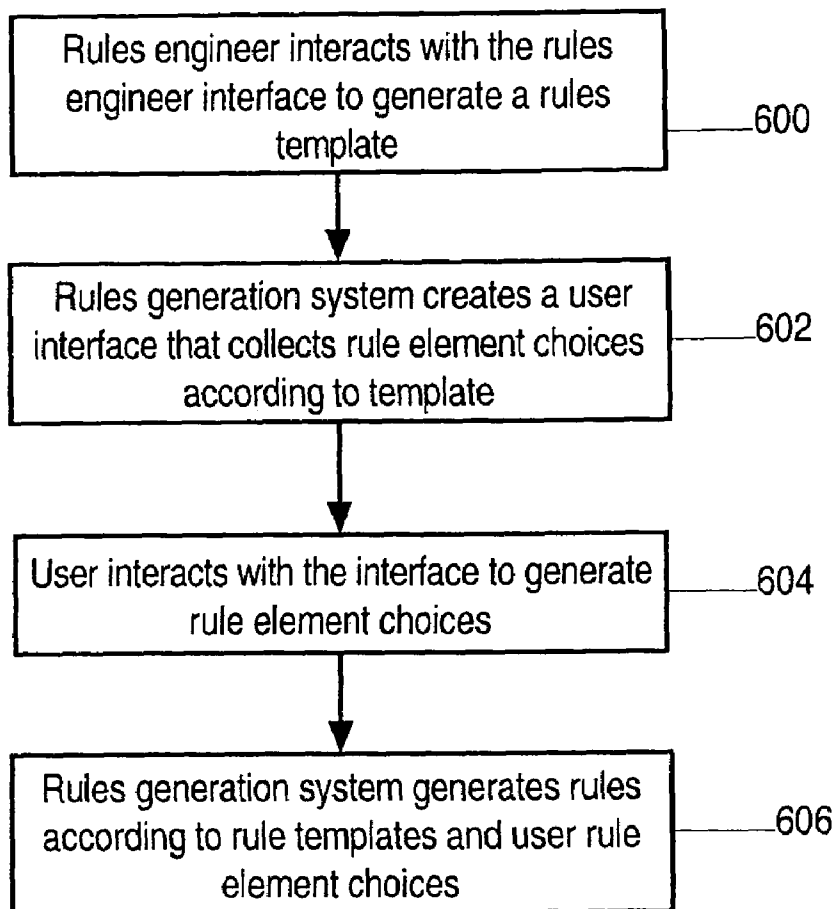 Rules engineer interacts with the rules
engineer interface to generate a rules
template
600
Rules generation system creates a user
interface that collects rule element choices
according to template
602
User interacts with the interface to generate
rule element choices
604
Rules generation system generates rules
according to rule templates and user rule
element choices
606